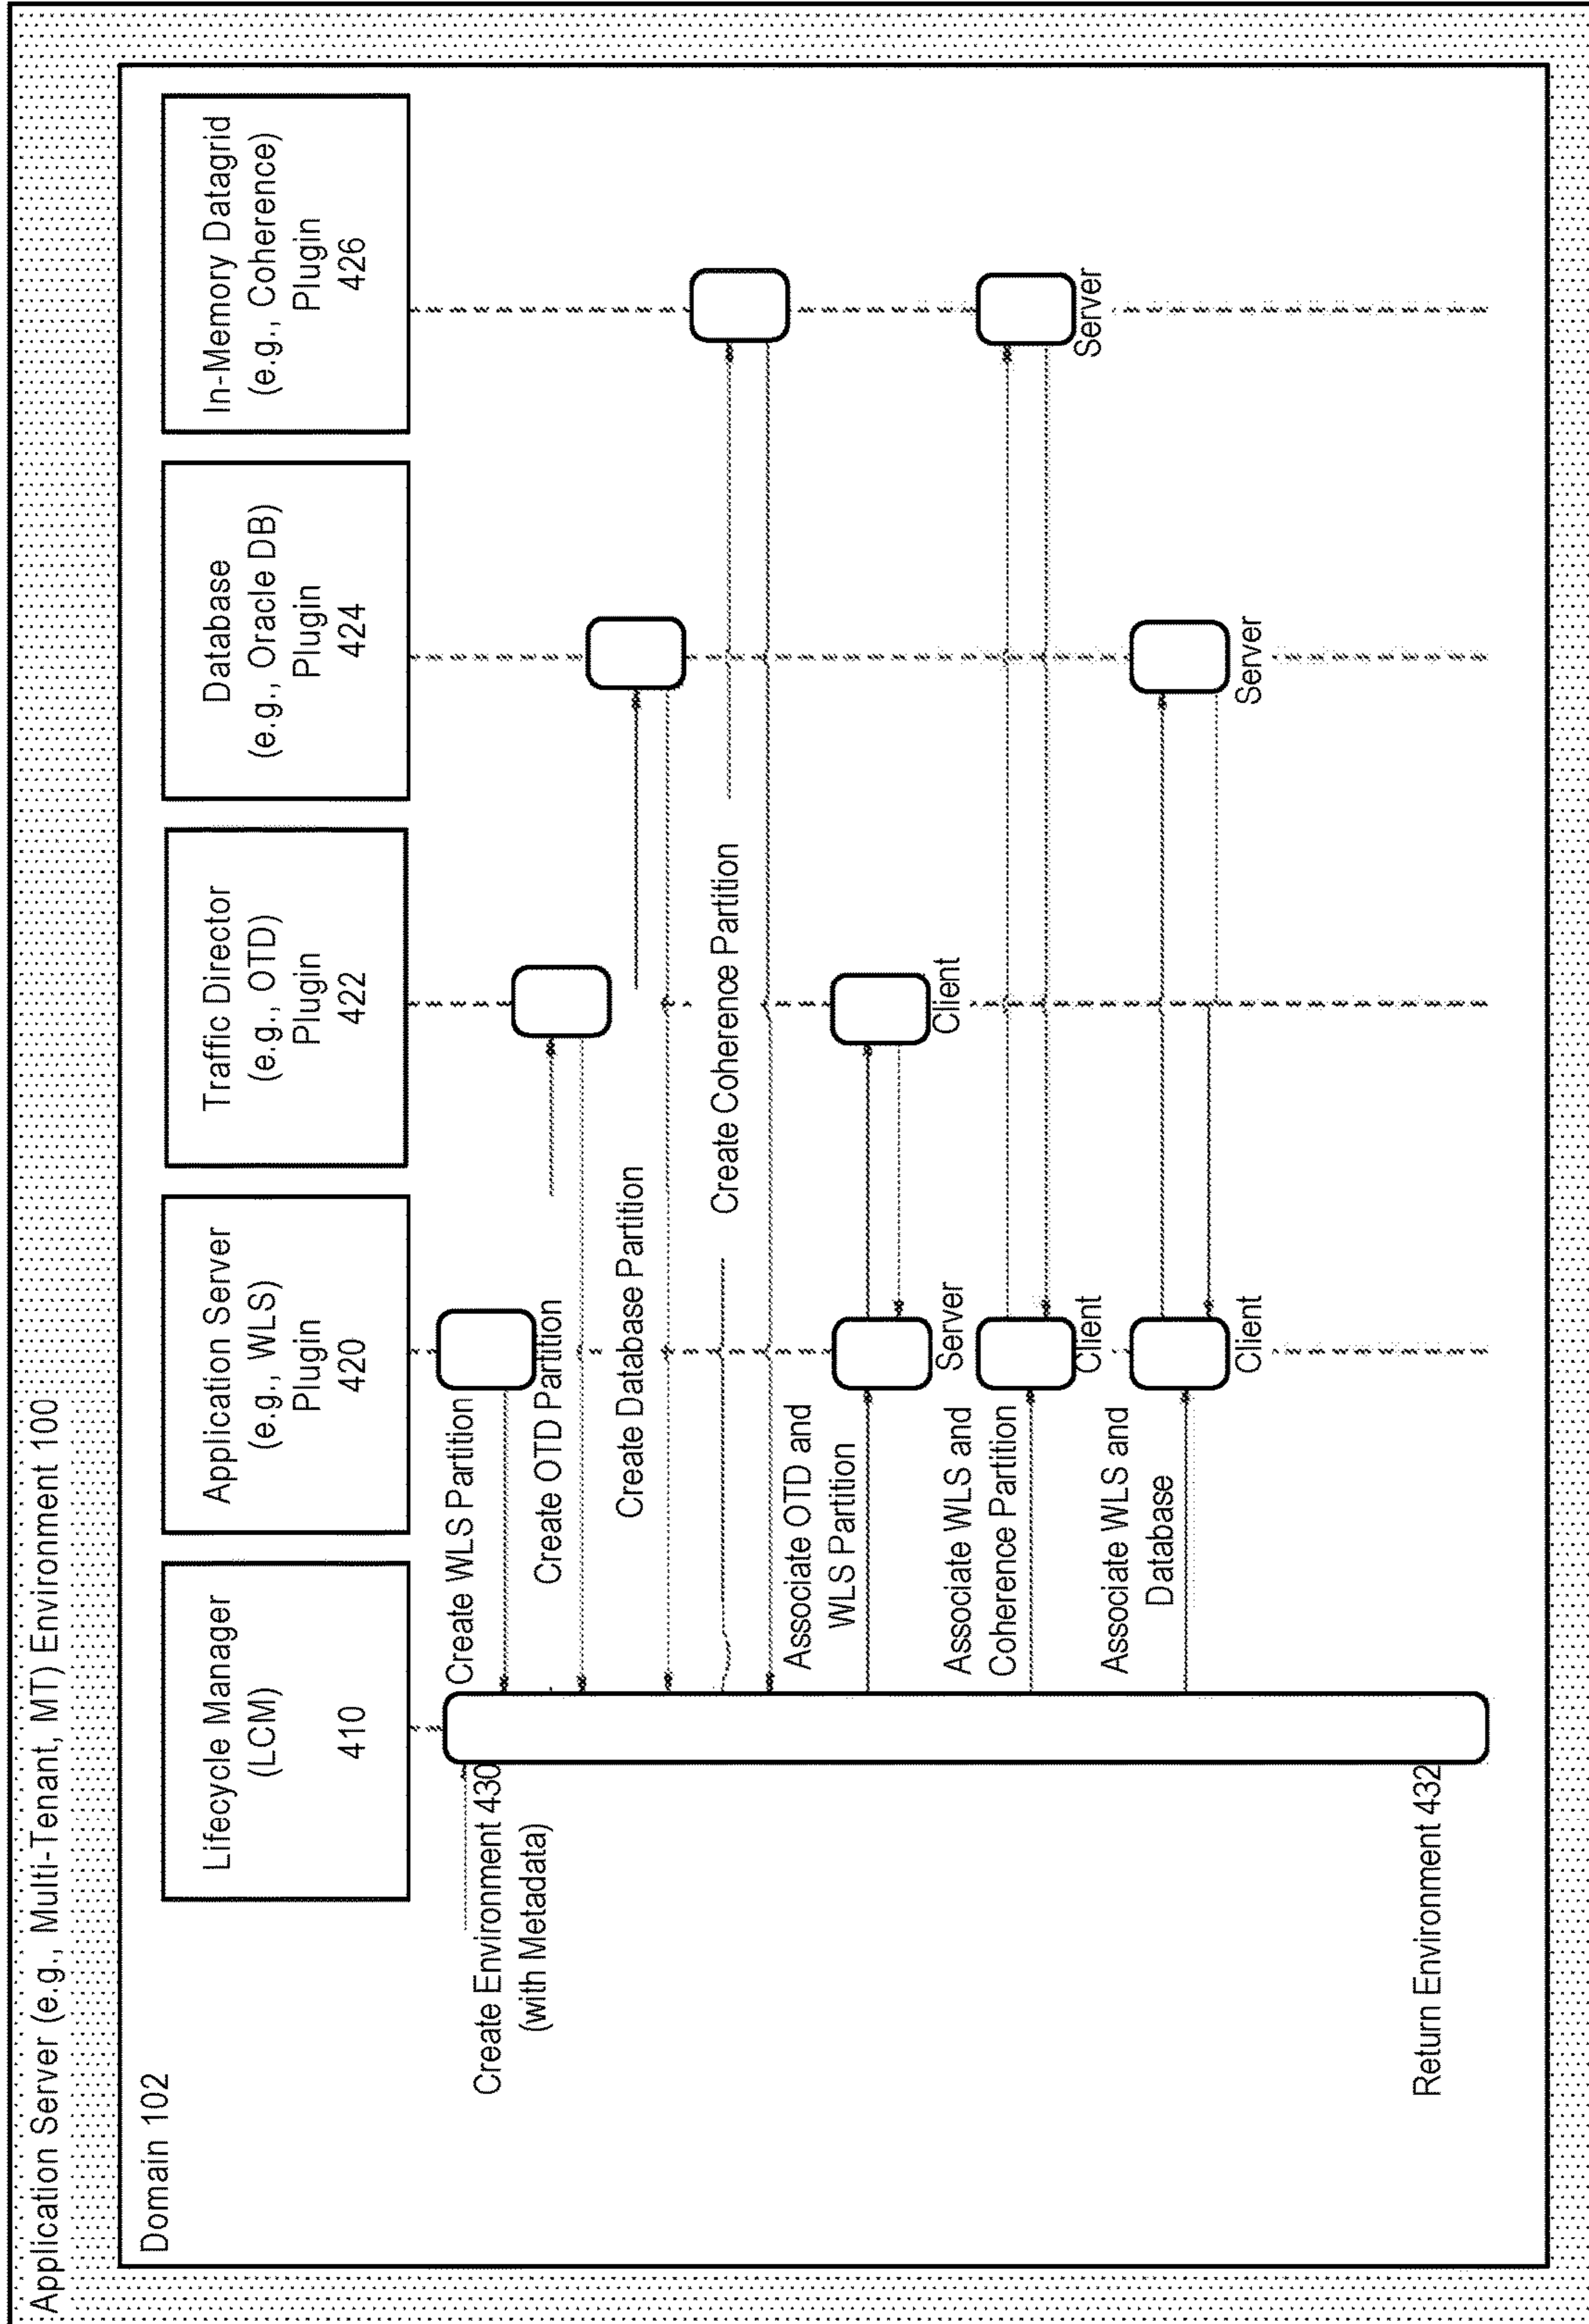 Application Server (e.g., Multi-Tenant, MT) Environment 100
Domain 102
Lifecycle Manager
(LCM)
410
Application Server
(e.g., WLS)
Plugin
420
Traffic Director
(e.g., OTD)
Plugin
422
Database
(e.g., Oracle DB)
Plugin
424
In-Memory Datagrid
(e.g., Coherence)
Plugin
426
Create Environment 430
(with Metadata)
Create WLS Partition
Create OTD Partition
Create Database Partition
Create Coherence Partition
Associate OTD and
WLS Partition
Server
Client
Associate WLS and
Coherence Partition
Client
Server
Associate WLS and
Database
Client
Server
Return Environment 432